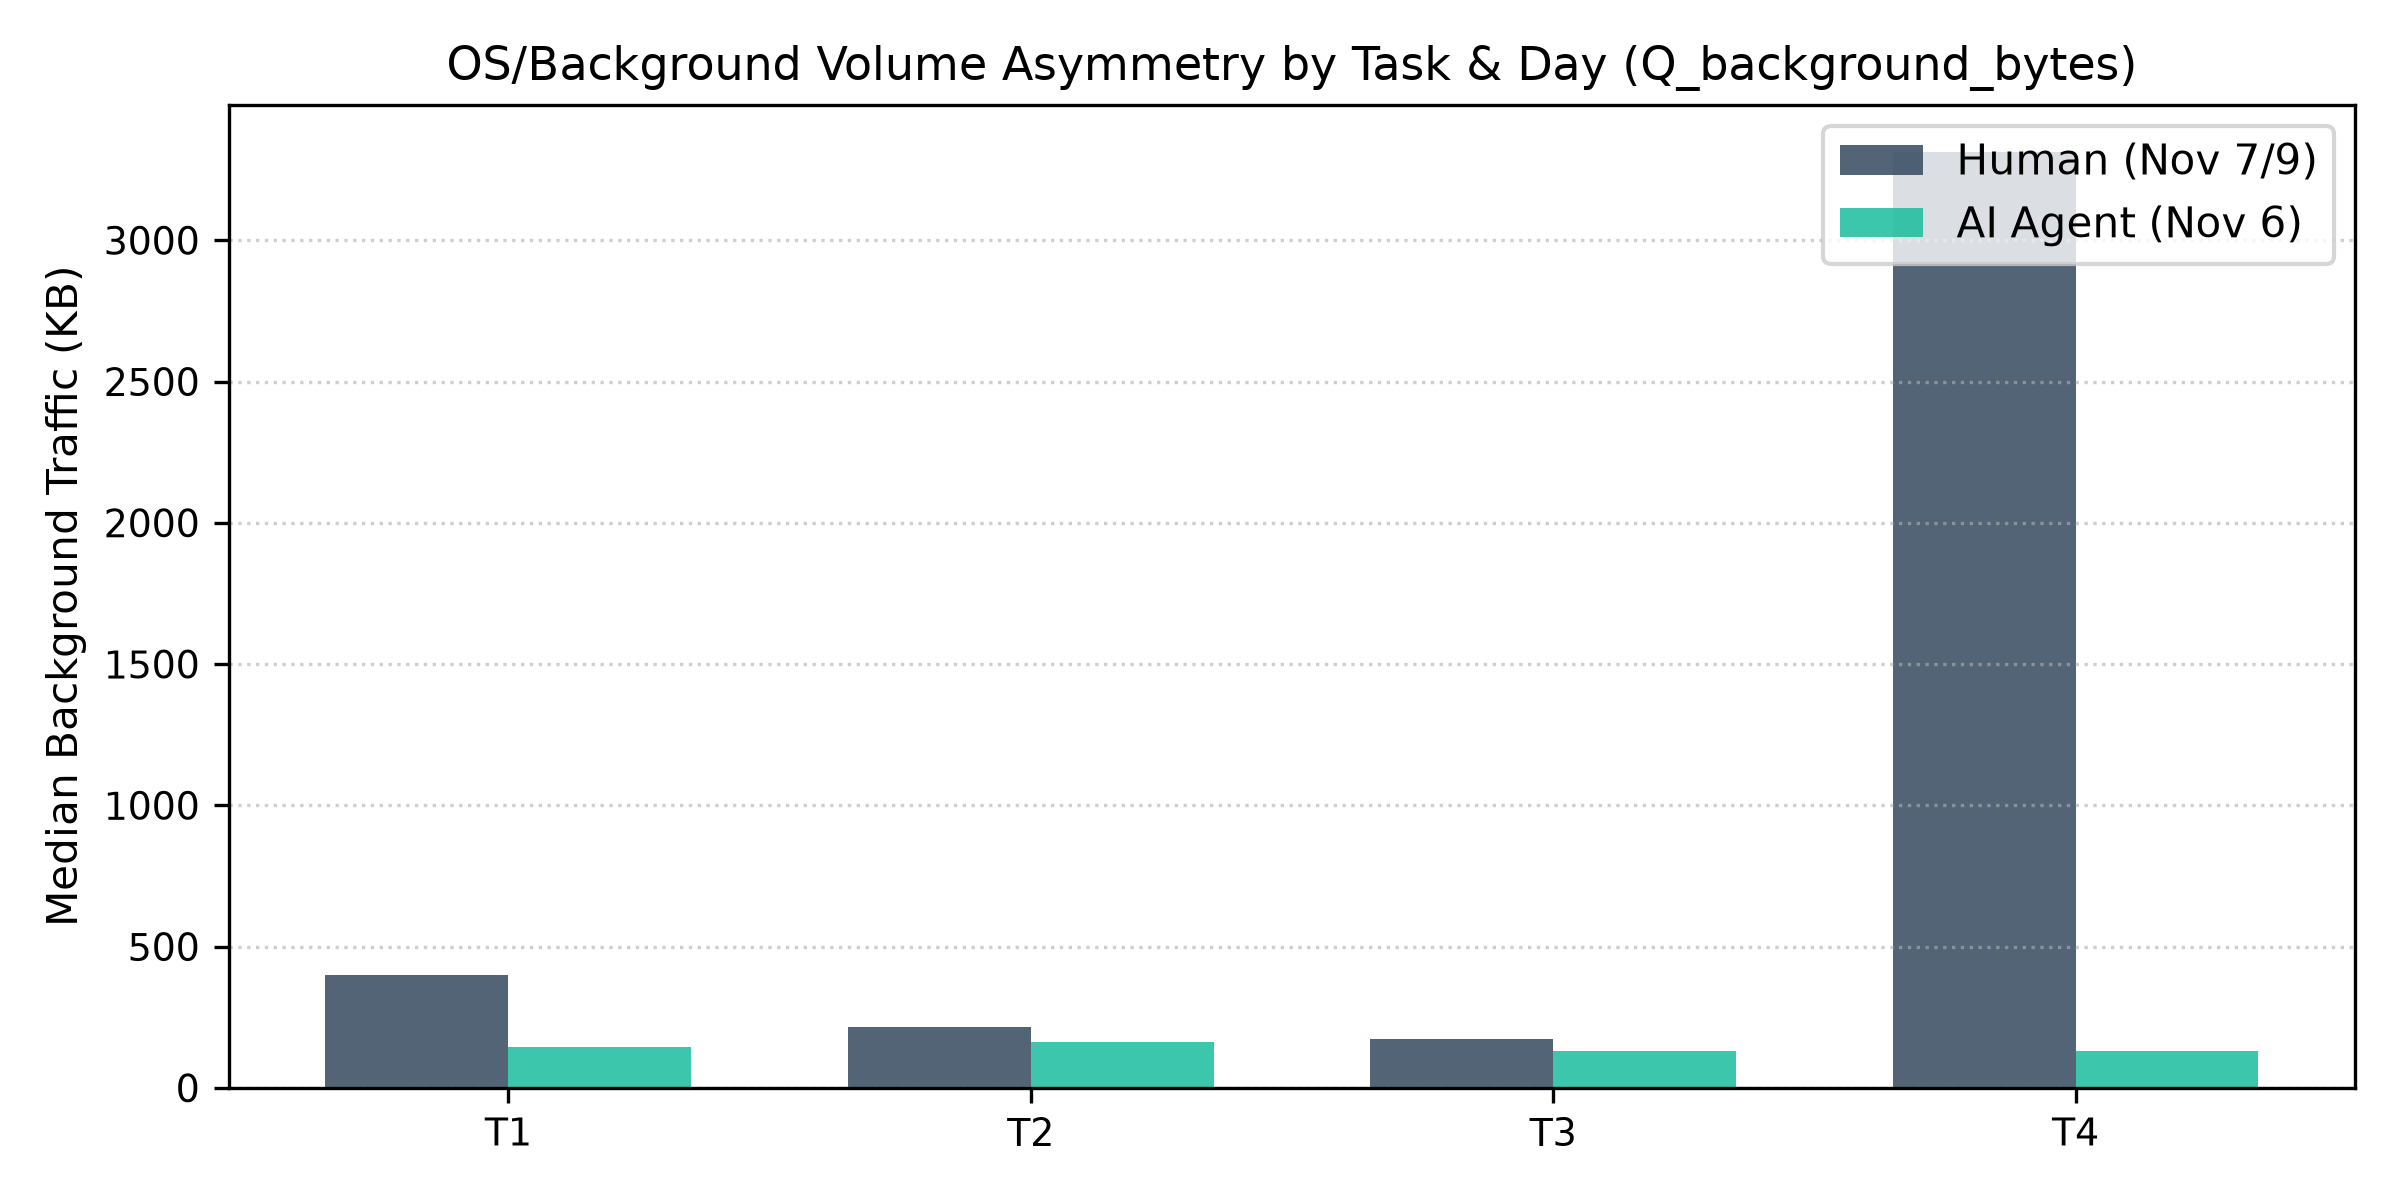 OS/Background Volume Asymmetry by Task & Day (Q_background_bytes)
Human (Nov 7/9)
AI Agent (Nov 6)
Median Background Traffic (KB)
3000
2500
2000
1500
1000
500
0
T1 T2 T3 T4